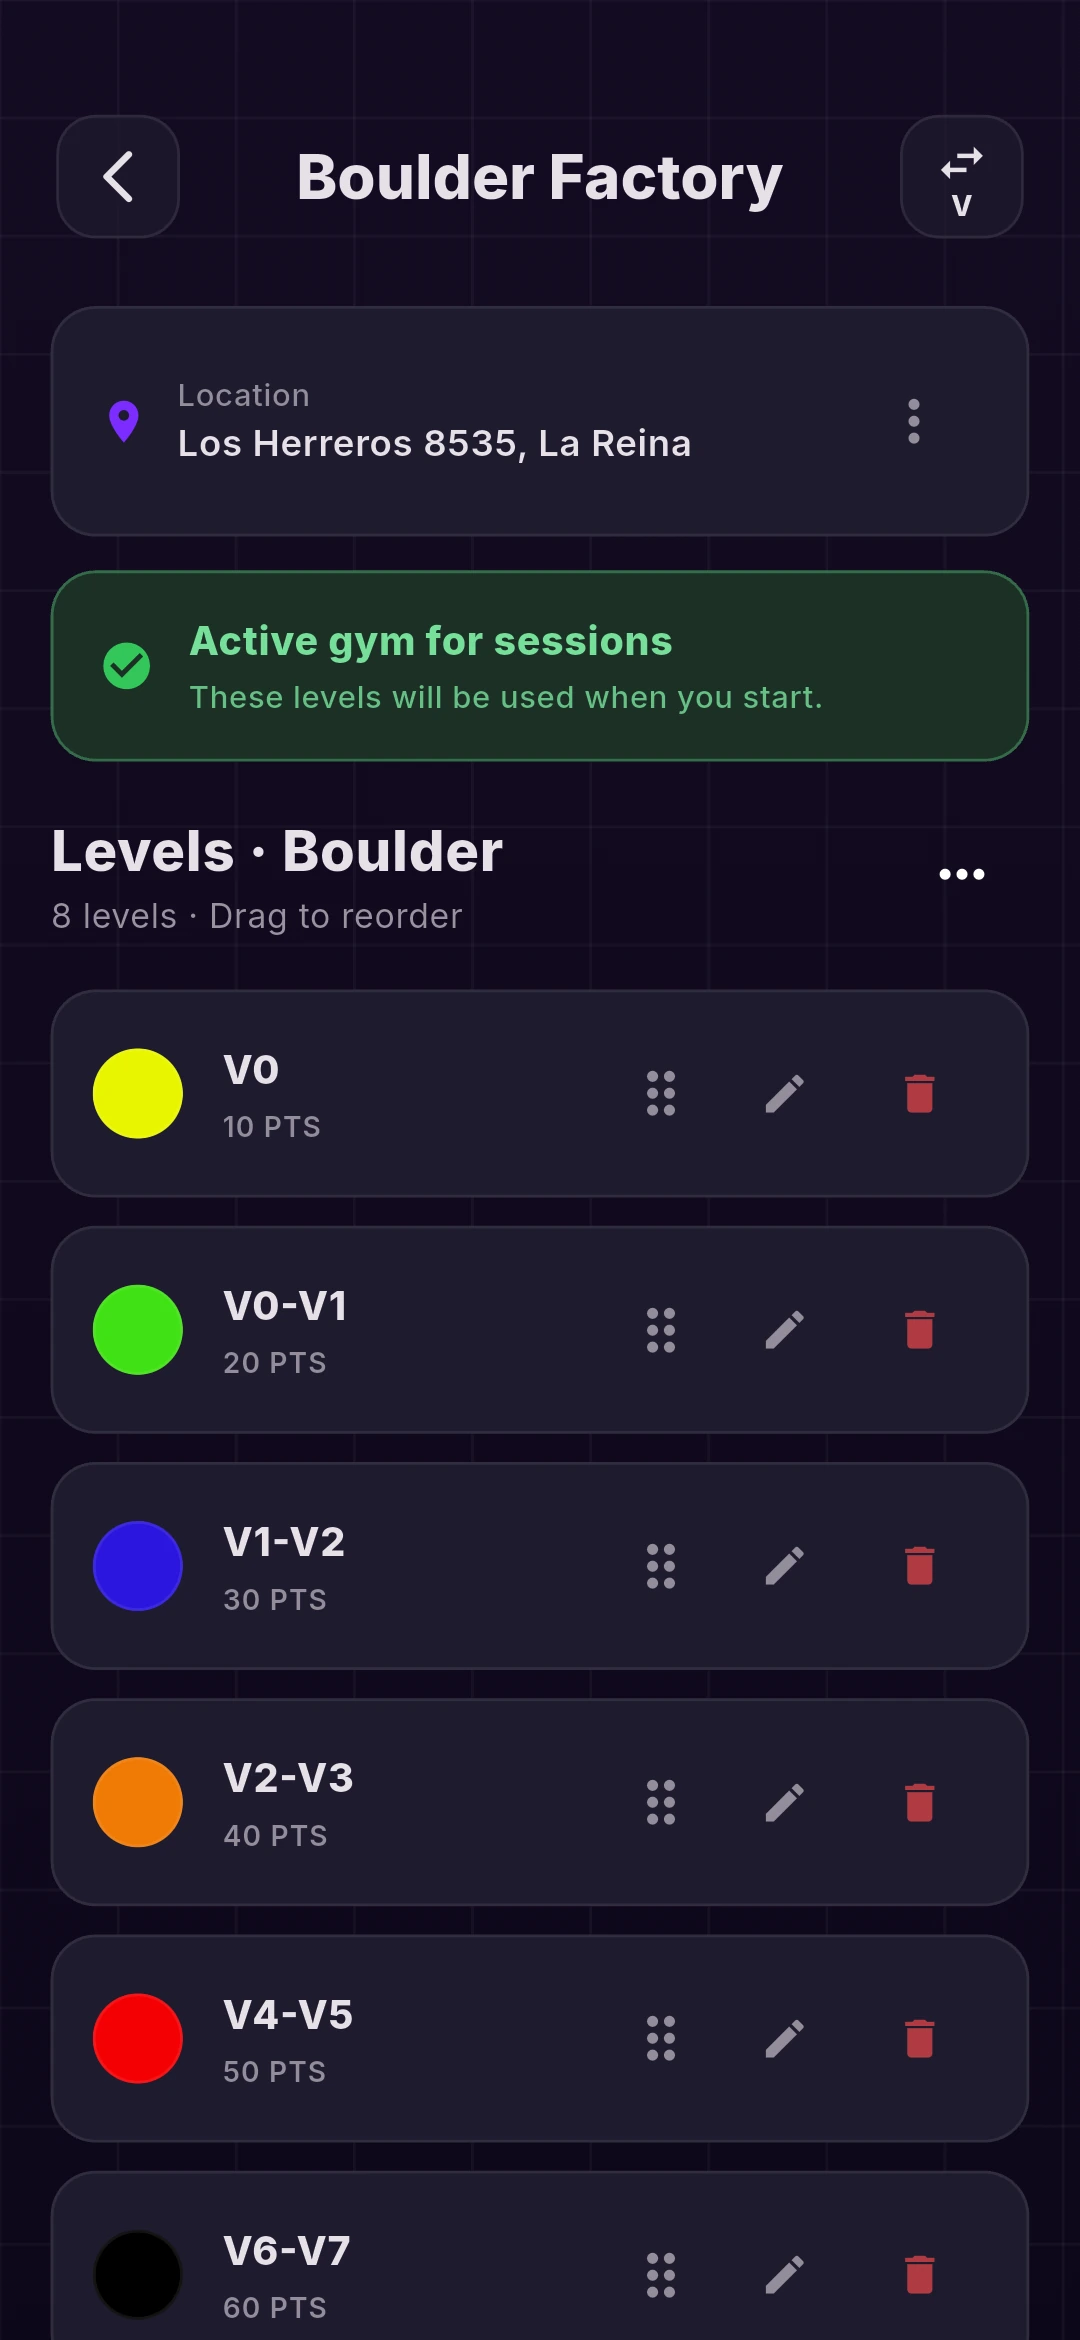 Boulder Factory
V
Location
Los Herreros 8535, La Reina
Active gym for sessions
These levels will be used when you start.
Levels · Boulder
8 levels · Drag to reorder
V0
10 PTS
V0-V1
20 PTS
V1-V2
30 PTS
V2-V3
40 PTS
V4-V5
50 PTS
V6-V7
60 PTS